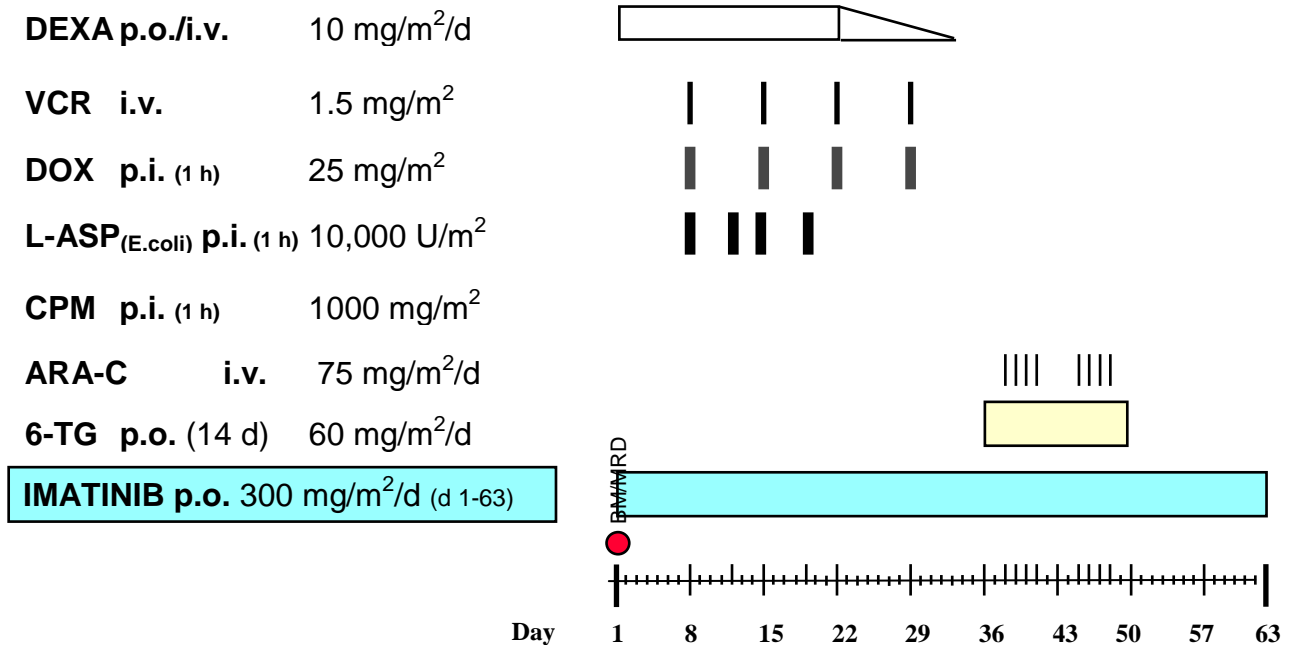 DEXA p.o./i.v. 10 mg/m²/d
VCR i.v. 1.5 mg/m²
DOX p.i. (1 h) 25 mg/m²
L-ASP(E.coli) p.i. (1 h) 10,000 U/m²
CPM p.i. (1 h) 1000 mg/m²
ARA-C i.v. 75 mg/m²/d
6-TG p.o. (14 d) 60 mg/m²/d
IMATINIB p.o. 300 mg/m²/d (d 1-63)
BM/MRD
Day 1 8 15 22 29 36 43 50 57 63